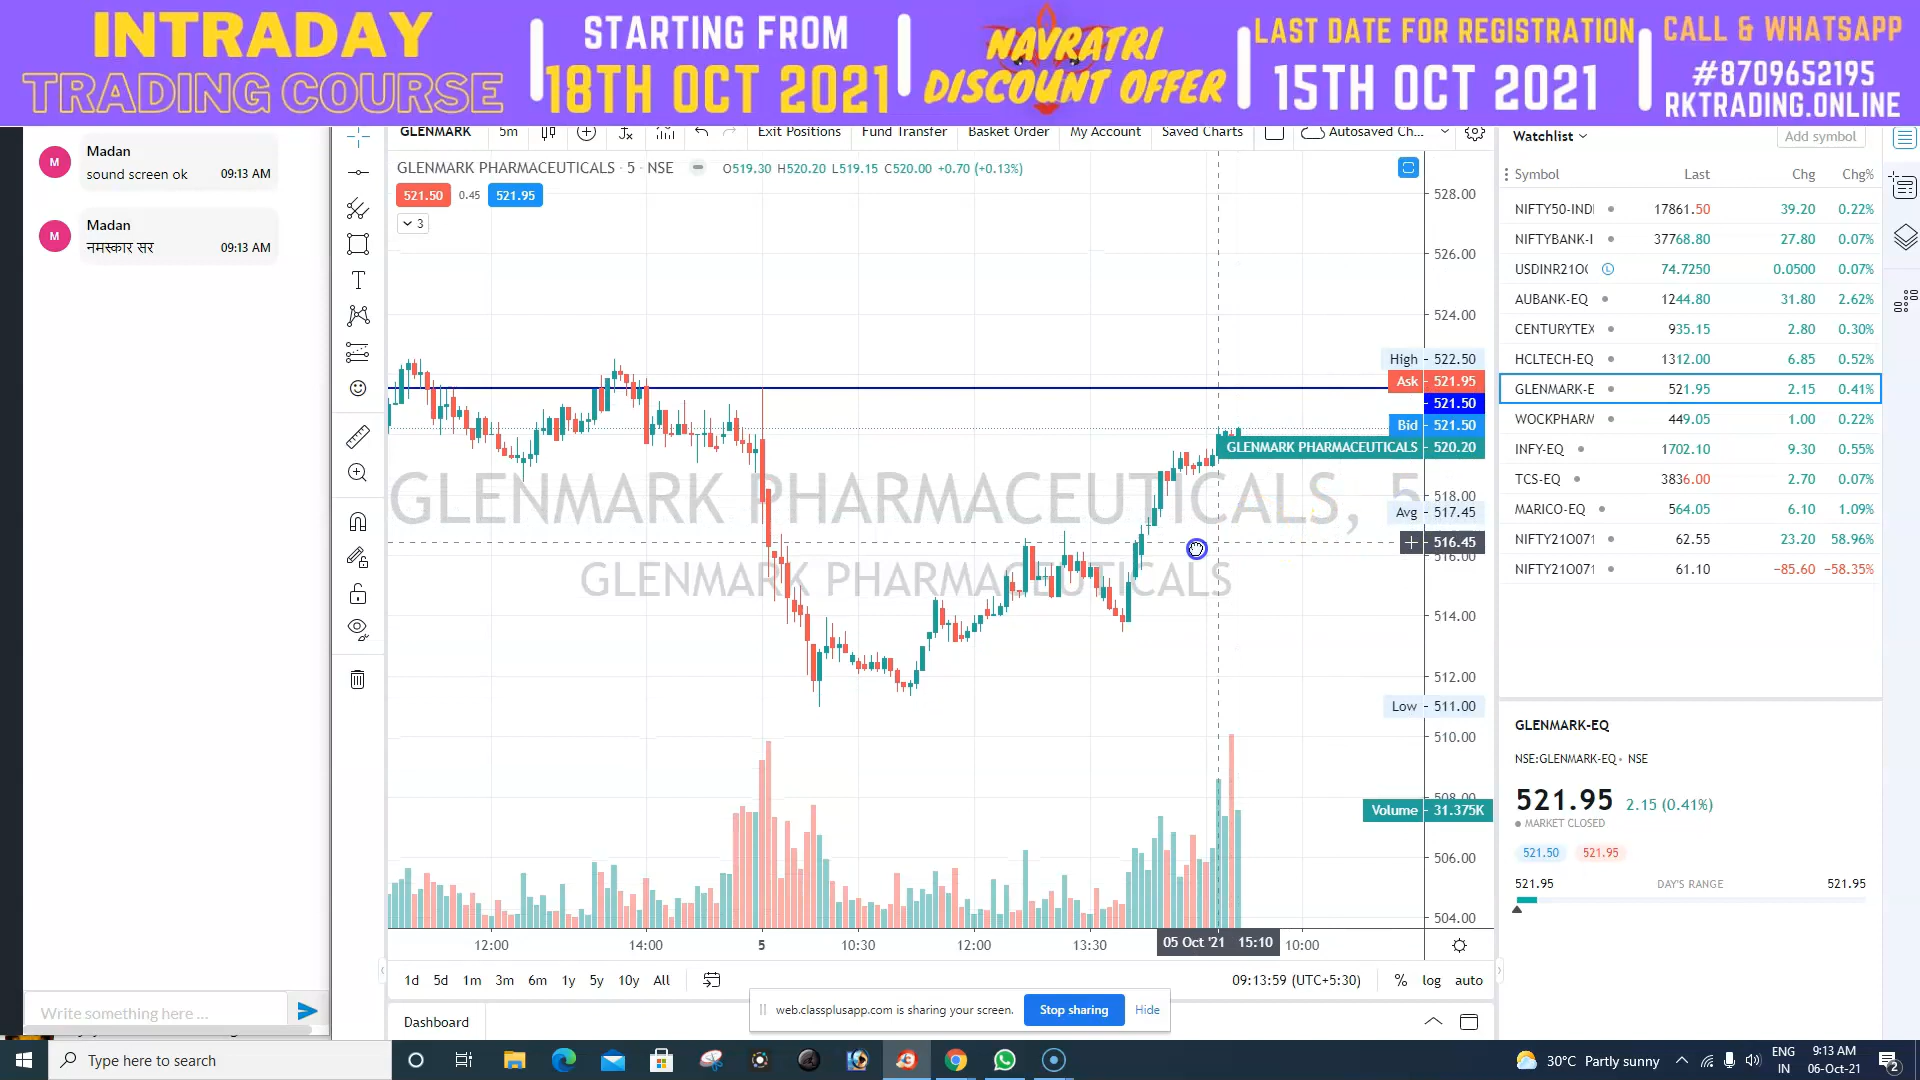 INTRADAY
TRADING COURSE
STARTING FROM
18TH OCT 2021
NAVRATRI
DISCOUNT OFFER
LAST DATE FOR REGISTRATION
15TH OCT 2021
CALL & WHATSAPP
#8709652195
RKTRADING.ONLINE
M
Madan
sound screen ok 09:13 AM
M
Madan
नमस्कार सर 09:13 AM
Write something here ...
GLENMARK 5m Exit Positions Fund Transfer Basket Order My Account Saved Charts Autosaved Ch...
GLENMARK PHARMACEUTICALS · 5 · NSE O519.30 H520.20 L519.15 C520.00 +0.70 (+0.13%)
521.50 0.45 521.95
3
GLENMARK PHARMACEUTICALS, 5
GLENMARK PHARMACEUTICALS
528.00
526.00
524.00
High 522.50
Ask 521.95
521.50
Bid 521.50
GLENMARK PHARMACEUTICALS 520.20
518.00
Avg 517.45
516.45
516.00
514.00
512.00
Low 511.00
510.00
508.00
Volume 31.375K
506.00
504.00
12:00 14:00 5 10:30 12:00 13:30 05 Oct '21 15:10 10:00
1d 5d 1m 3m 6m 1y 5y 10y All 09:13:59 (UTC+5:30) % log auto
web.classplusapp.com is sharing your screen. Stop sharing Hide
Dashboard
Watchlist Add symbol
Symbol Last Chg Chg%
NIFTY50-INDI 17861.50 39.20 0.22%
NIFTYBANK-I 37768.80 27.80 0.07%
USDINR21O L 74.7250 0.0500 0.07%
AUBANK-EQ 1244.80 31.80 2.62%
CENTURYTEX 935.15 2.80 0.30%
HCLTECH-EQ 1312.00 6.85 0.52%
GLENMARK-E 521.95 2.15 0.41%
WOCKPHARM 449.05 1.00 0.22%
INFY-EQ 1702.10 9.30 0.55%
TCS-EQ 3836.00 2.70 0.07%
MARICO-EQ 564.05 6.10 1.09%
NIFTY21O071 62.55 23.20 58.96%
NIFTY21O071 61.10 −85.60 −58.35%
GLENMARK-EQ
NSE:GLENMARK-EQ • NSE
521.95 2.15 (0.41%)
MARKET CLOSED
521.50 521.95
521.95 DAY'S RANGE 521.95
Type here to search
30°C Partly sunny
ENG
IN
9:13 AM
06-Oct-21
2